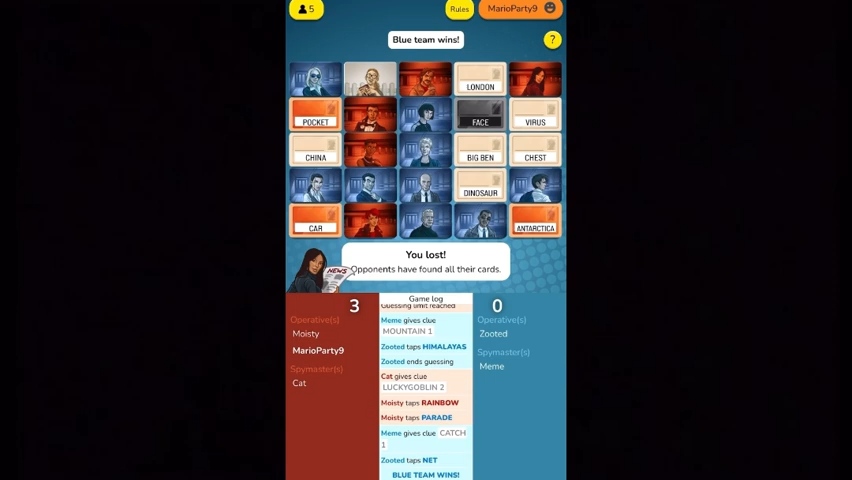 5
Rules
MarioParty9
Blue team wins!
?
LONDON
POCKET
FACE
VIRUS
CHINA
BIG BEN
CHEST
DINOSAUR
CAR
ANTARCTICA
You lost!
Opponents have found all their cards.
NEWS
3
Game log
0
Guessing limit reached
Operative(s)
Moisty
MarioParty9
Spymaster(s)
Cat
Meme gives clue
MOUNTAIN 1
Zooted taps HIMALAYAS
Zooted ends guessing
Cat gives clue
LUCKYGOBLIN 2
Moisty taps RAINBOW
Moisty taps PARADE
Meme gives clue CATCH
1
Zooted taps NET
BLUE TEAM WINS!
Operative(s)
Zooted
Spymaster(s)
Meme